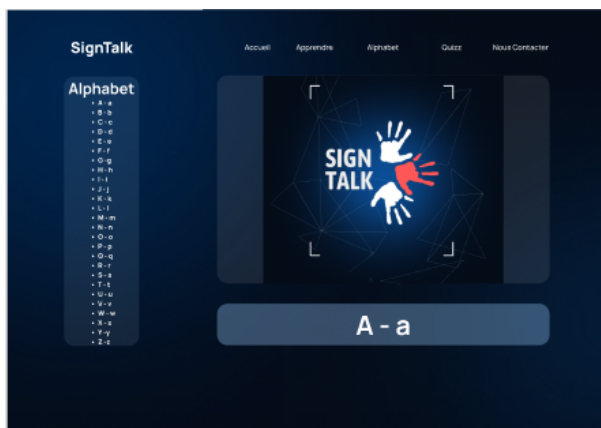 SignTalk
Accueil Apprendre Alphabet Quizz Nous Contacter
Alphabet
• A - a
• B - b
• C - c
• D - d
• E - e
• F - f
• G - g
• H - h
• I - i
• J - j
• K - k
• L - l
• M - m
• N - n
• O - o
• P - p
• Q - q
• R - r
• S - s
• T - t
• U - u
• V - v
• W - w
• X - x
• Y - y
• Z - z
SIGN
TALK
A - a